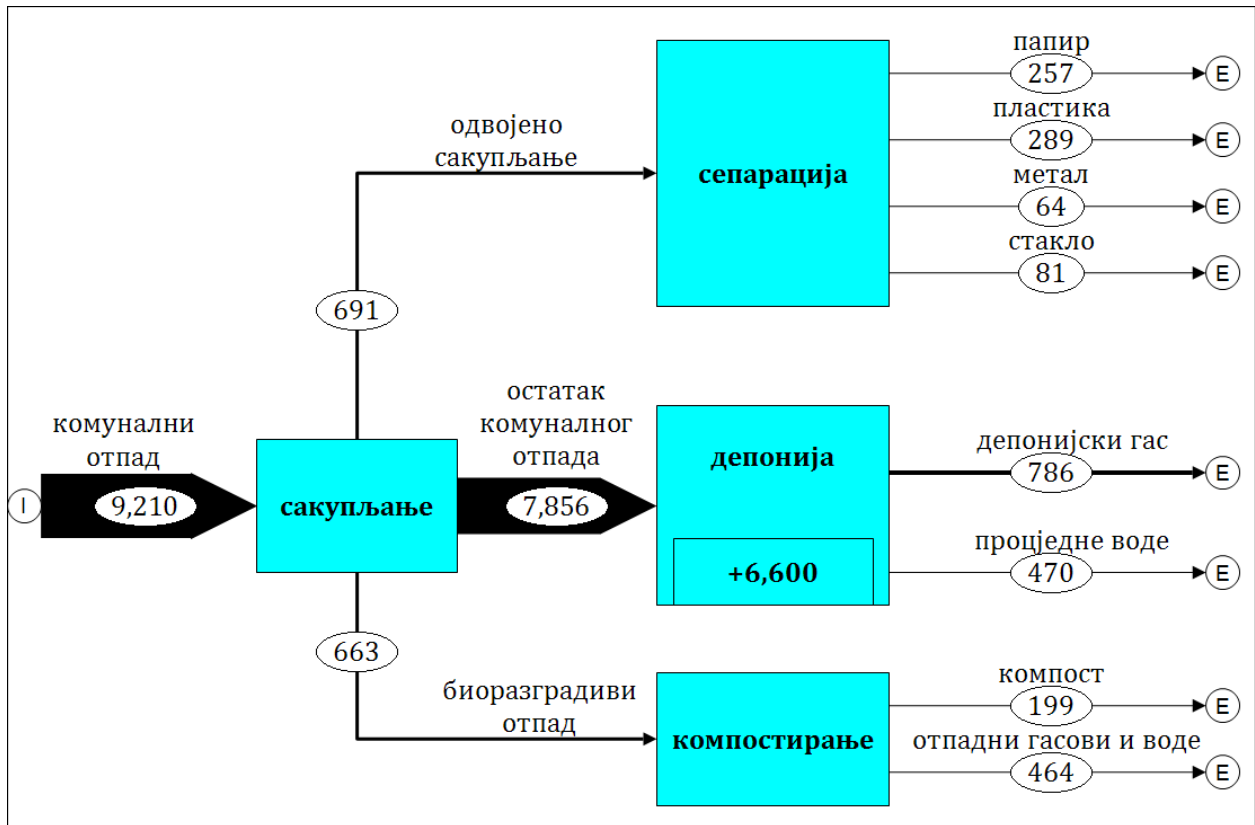 папир
257
E
пластика
289
E
метал
64
E
стакло
81
E
одвојено
сакупљање
сепарација
691
комунални
отпад
I
9,210
сакупљање
остатак
комуналног
отпада
7,856
депонија
+6,600
депонијски гас
786
E
процједне воде
470
E
663
биоразградиви
отпад
компостирање
компост
199
E
отпадни гасови и воде
464
E